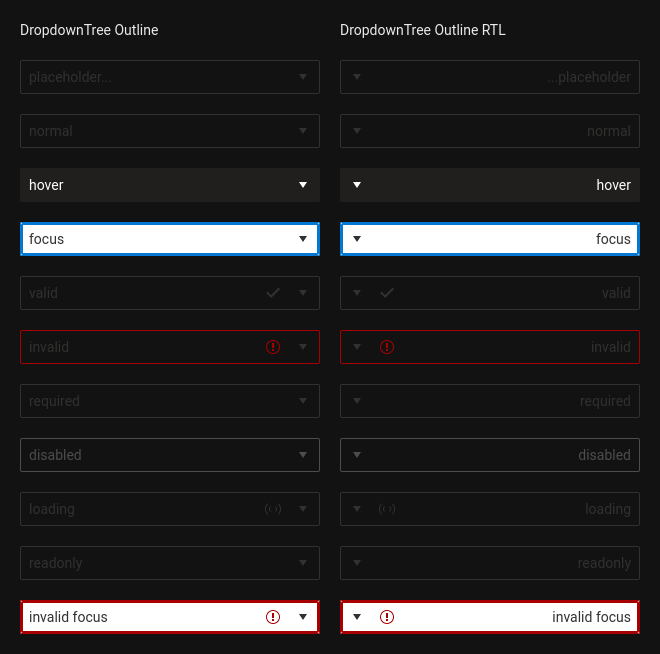 DropdownTree Outline
DropdownTree Outline RTL
placeholder...
...placeholder
normal
normal
hover
hover
focus
focus
valid
valid
invalid
invalid
required
required
disabled
disabled
loading
loading
readonly
readonly
invalid focus
invalid focus